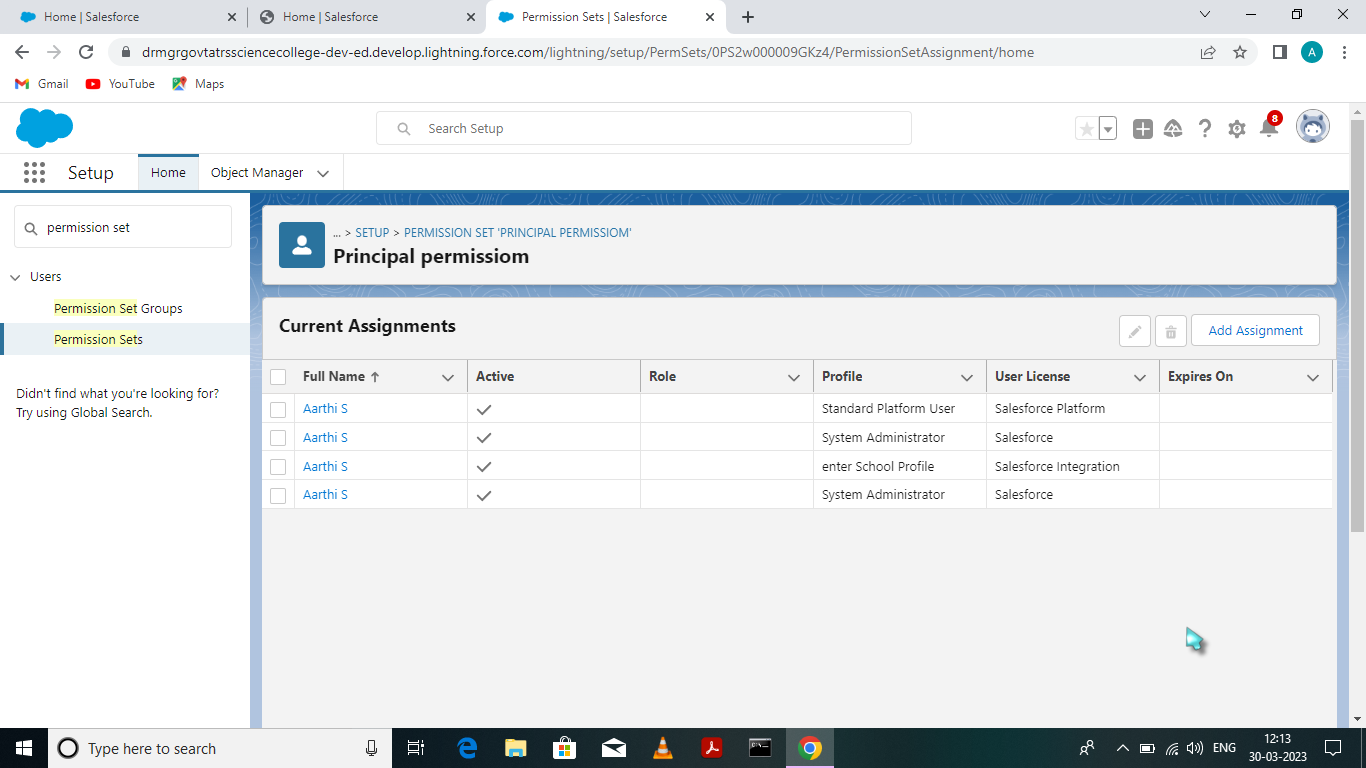 Home | Salesforce
Home | Salesforce
Permission Sets | Salesforce
drmgrgovtatrssciencecollege-dev-ed.develop.lightning.force.com/lightning/setup/PermSets/0PS2w000009GKz4/PermissionSetAssignment/home
A
Gmail
YouTube
Maps
Search Setup
8
Setup
Home
Object Manager
permission set
Users
Permission Set Groups
Permission Sets
Didn't find what you're looking for?
Try using Global Search.
... > SETUP > PERMISSION SET 'PRINCIPAL PERMISSIOM'
Principal permissiom
Current Assignments
Add Assignment
Full Name Active Role Profile User License Expires On
Aarthi S Standard Platform User Salesforce Platform
Aarthi S System Administrator Salesforce
Aarthi S enter School Profile Salesforce Integration
Aarthi S System Administrator Salesforce
Type here to search
ENG
12:13
30-03-2023